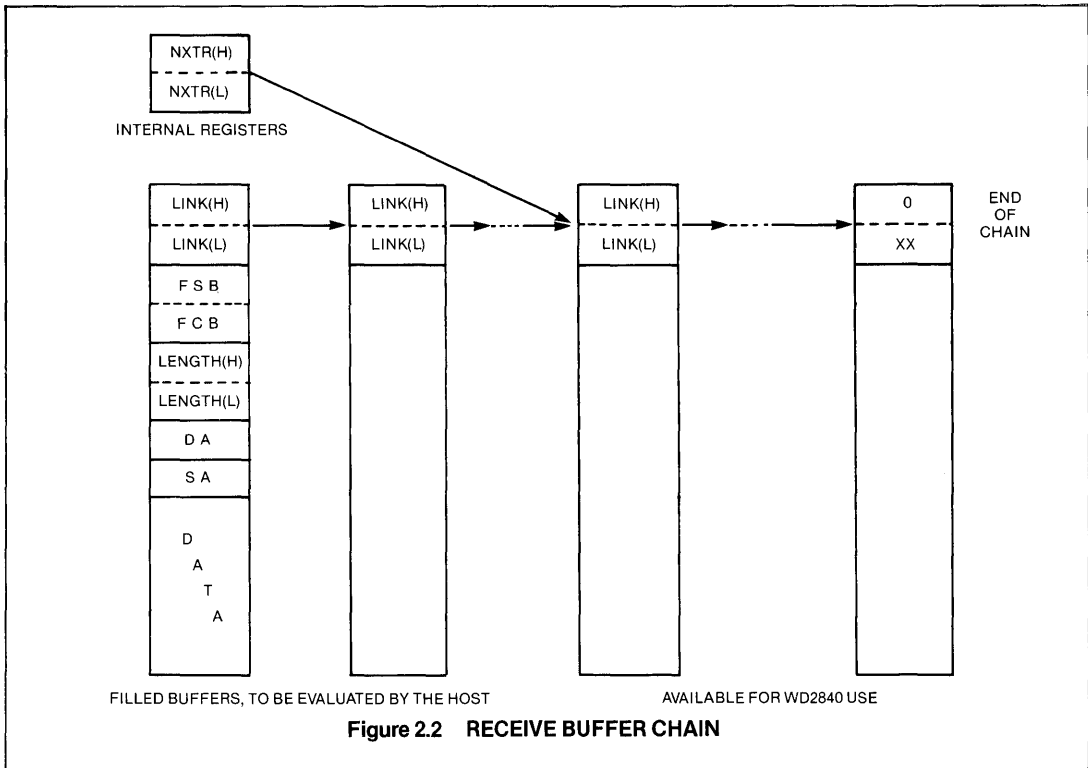 NXTR(H)
NXTR(L)
INTERNAL REGISTERS
LINK(H)
LINK(L)
F S B
F C B
LENGTH(H)
LENGTH(L)
D A
S A
D
A
T
A
LINK(H)
LINK(L)
LINK(H)
LINK(L)
0
XX
END
OF
CHAIN
FILLED BUFFERS, TO BE EVALUATED BY THE HOST
AVAILABLE FOR WD2840 USE
Figure 2.2 RECEIVE BUFFER CHAIN